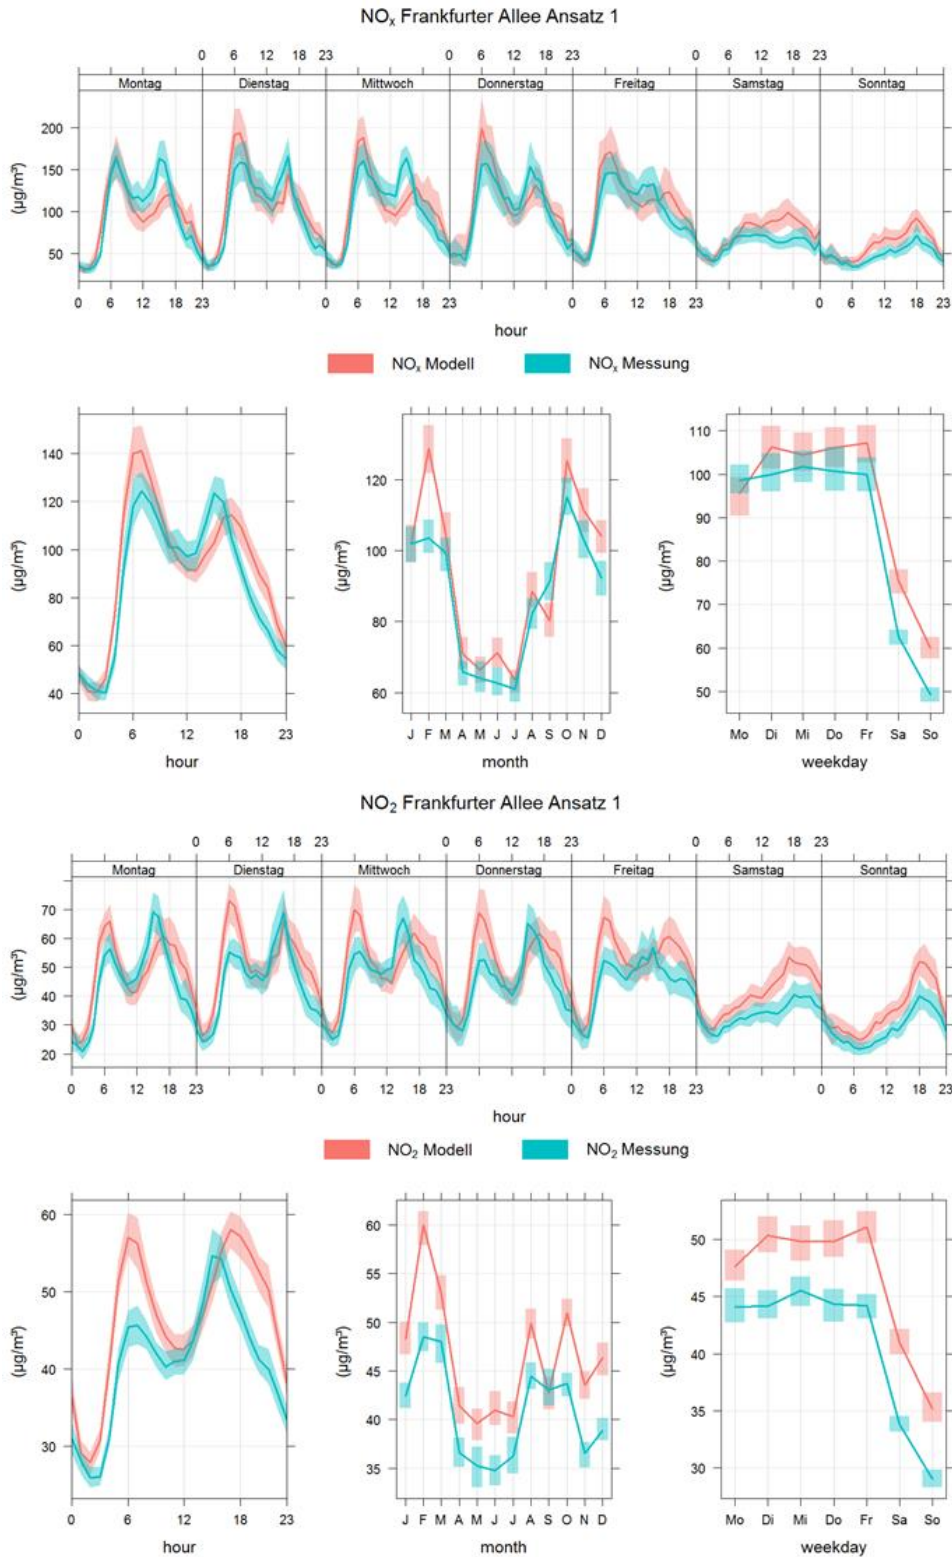 NOₓ Frankfurter Allee Ansatz 1
0 6 12 18 23 0 6 12 18 23 0 6 12 18 23
Montag Dienstag Mittwoch Donnerstag Freitag Samstag Sonntag
200
150
100
50
(µg/m³)
0 6 12 18 23 0 6 12 18 23 0 6 12 18 23 0 6 12 18 23
hour
NOₓ Modell NOₓ Messung
140
120
100
80
60
40
(µg/m³)
0 6 12 18 23
hour
120
100
80
60
(µg/m³)
J F M A M J J A S O N D
month
110
100
90
80
70
60
50
(µg/m³)
Mo Di Mi Do Fr Sa So
weekday
NO₂ Frankfurter Allee Ansatz 1
0 6 12 18 23 0 6 12 18 23 0 6 12 18 23
Montag Dienstag Mittwoch Donnerstag Freitag Samstag Sonntag
70
60
50
40
30
20
(µg/m³)
0 6 12 18 23 0 6 12 18 23 0 6 12 18 23 0 6 12 18 23
hour
NO₂ Modell NO₂ Messung
60
50
40
30
(µg/m³)
0 6 12 18 23
hour
60
55
50
45
40
35
(µg/m³)
J F M A M J J A S O N D
month
50
45
40
35
30
(µg/m³)
Mo Di Mi Do Fr Sa So
weekday